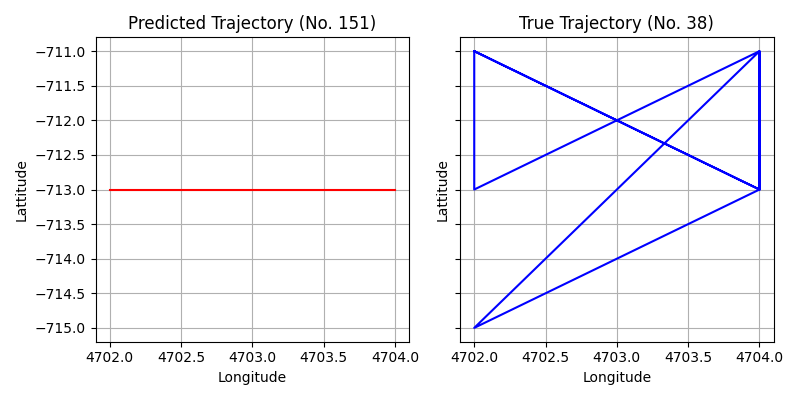 Predicted Trajectory (No. 151)
−711.0
−711.5
−712.0
−712.5
−713.0
−713.5
−714.0
−714.5
−715.0
Lattitude
4702.0 4702.5 4703.0 4703.5 4704.0
Longitude
True Trajectory (No. 38)
Lattitude
4702.0 4702.5 4703.0 4703.5 4704.0
Longitude